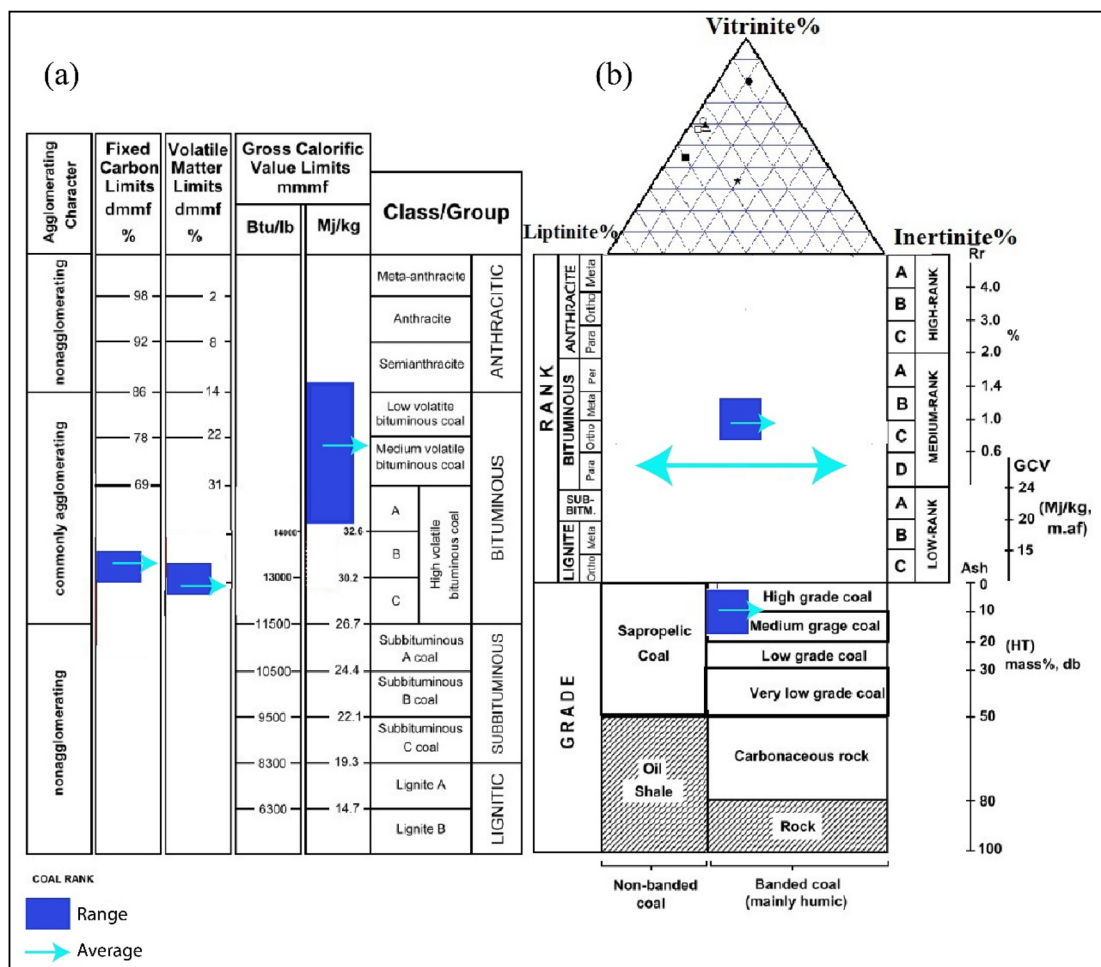 (a)
Agglomerating
Character
Fixed
Carbon
Limits
dmmf
%
Volatile
Matter
Limits
dmmf
%
Gross Calorific
Value Limits
mmmf
Btu/lb
Mj/kg
Class/Group
nonagglomerating
commonly agglomerating
nonagglomerating
98
92
86
78
69
2
8
14
22
31
14000
13000
11500
10500
9500
8300
6300
32.6
30.2
26.7
24.4
22.1
19.3
14.7
Meta-anthracite
Anthracite
Semianthracite
Low volatite
bituminous coal
Medium volatile
bituminous coal
A
B
C
High volatile
bituminous coal
Subbituminous
A coal
Subbituminous
B coal
Subbituminous
C coal
Lignite A
Lignite B
ANTHRACITIC
BITUMINOUS
SUBBITUMINOUS
LIGNITIC
COAL RANK
Range
Average
(b)
Vitrinite%
Liptinite%
Inertinite%
RANK
ANTHRACITE
BITUMINOUS
SUB-
BITM.
LIGNITE
Meta
Ortho
Para
Per
Meta
Ortho
Para
Meta
Ortho
A
B
C
A
B
C
D
A
B
C
HIGH-RANK
MEDIUM-RANK
LOW-RANK
Rr
4.0
3.0
%
2.0
1.4
1.0
0.6
GCV
24
(Mj/kg,
m.af)
20
15
Ash
0
10
20
(HT)
mass%, db
30
50
80
100
GRADE
Sapropelic
Coal
Oil
Shale
High grade coal
Medium grage coal
Low grade coal
Very low grade coal
Carbonaceous rock
Rock
Non-banded
coal
Banded coal
(mainly humic)